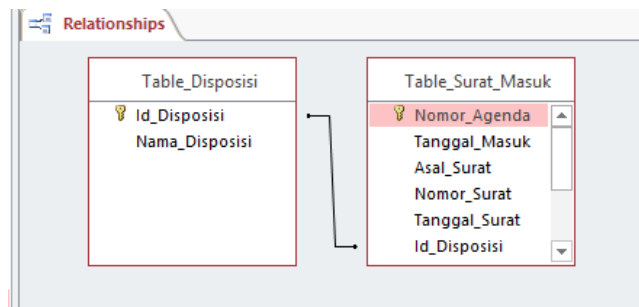 Relationships
Table_Disposisi
Id_Disposisi
Nama_Disposisi
Table_Surat_Masuk
Nomor_Agenda
Tanggal_Masuk
Asal_Surat
Nomor_Surat
Tanggal_Surat
Id_Disposisi